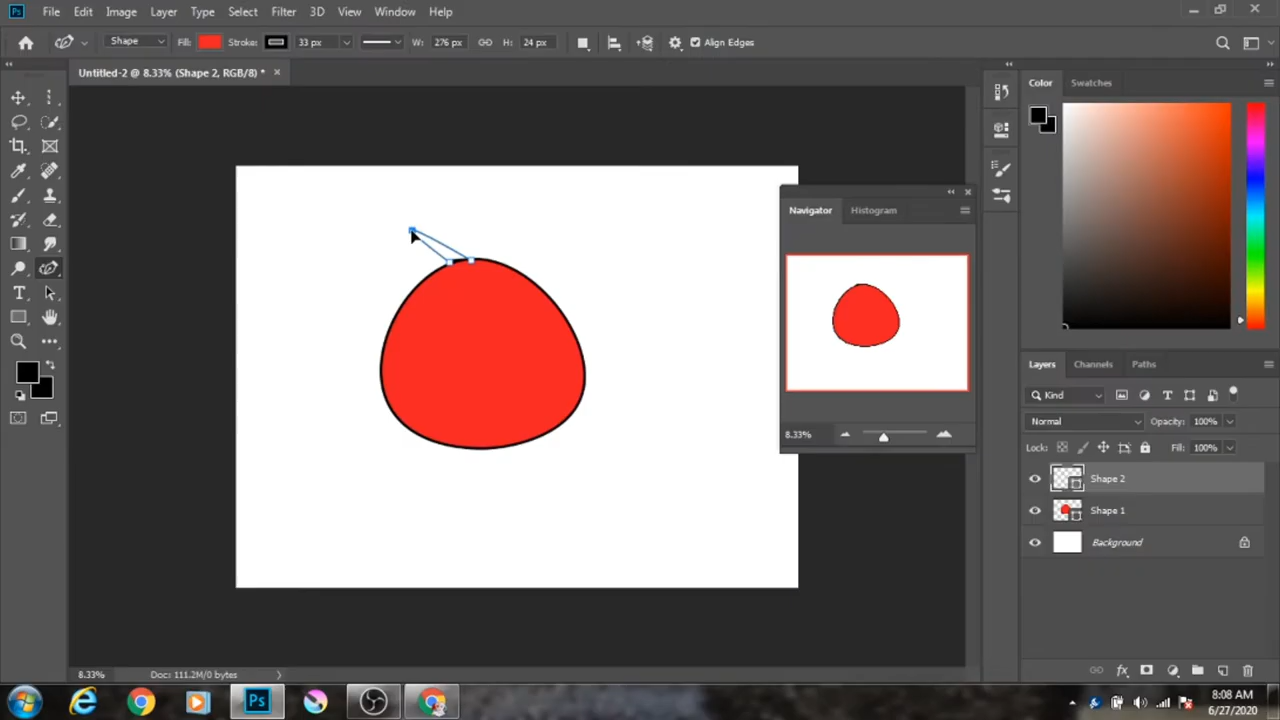 Ps File Edit Image Layer Type Select Filter 3D View Window Help
Shape Fill: Stroke: 33 px W: 276 px H: 24 px Align Edges
Untitled-2 @ 8.33% (Shape 2, RGB/8) * ×
Color Swatches
Navigator Histogram
8.33%
Layers Channels Paths
Kind
Normal Opacity: 100%
Lock: Fill: 100%
Shape 2
Shape 1
Background
8.33% Doc: 111.2M/0 bytes
Ps
8:08 AM
6/27/2020